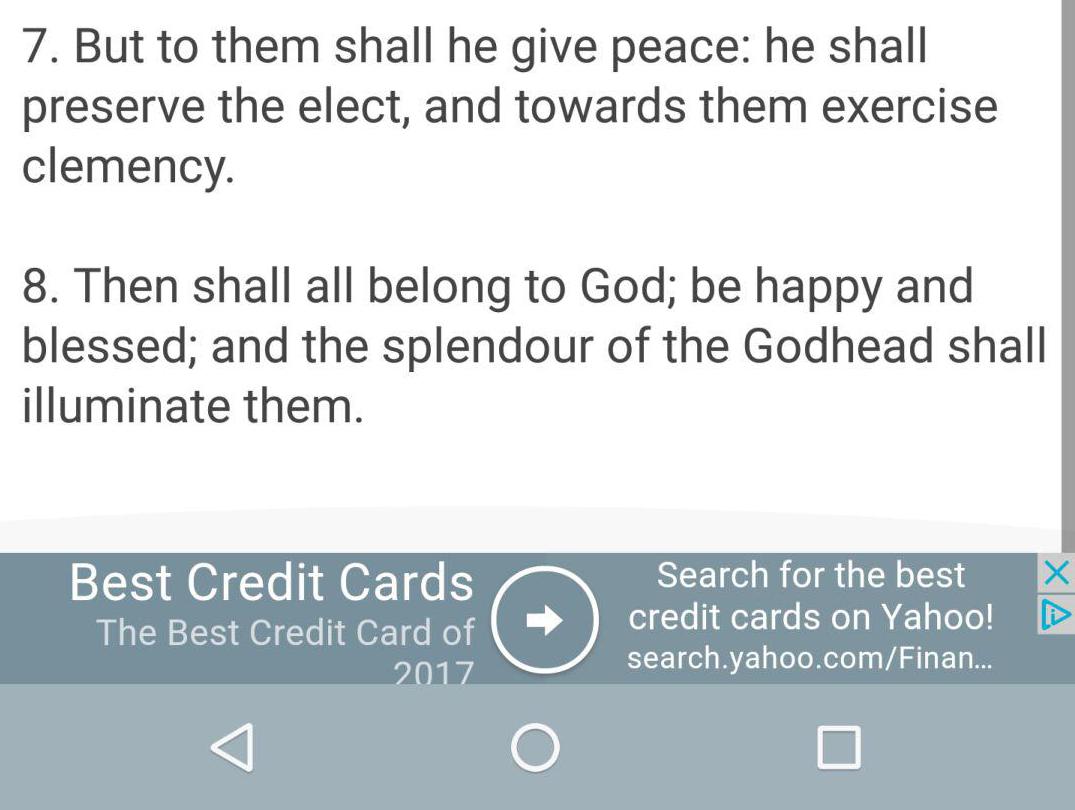 7. But to them shall he give peace: he shall
preserve the elect, and towards them exercise
clemency.
8. Then shall all belong to God; be happy and
blessed; and the splendour of the Godhead shall
illuminate them.
Best Credit Cards
The Best Credit Card of
2017
Search for the best
credit cards on Yahoo!
search.yahoo.com/Finan...